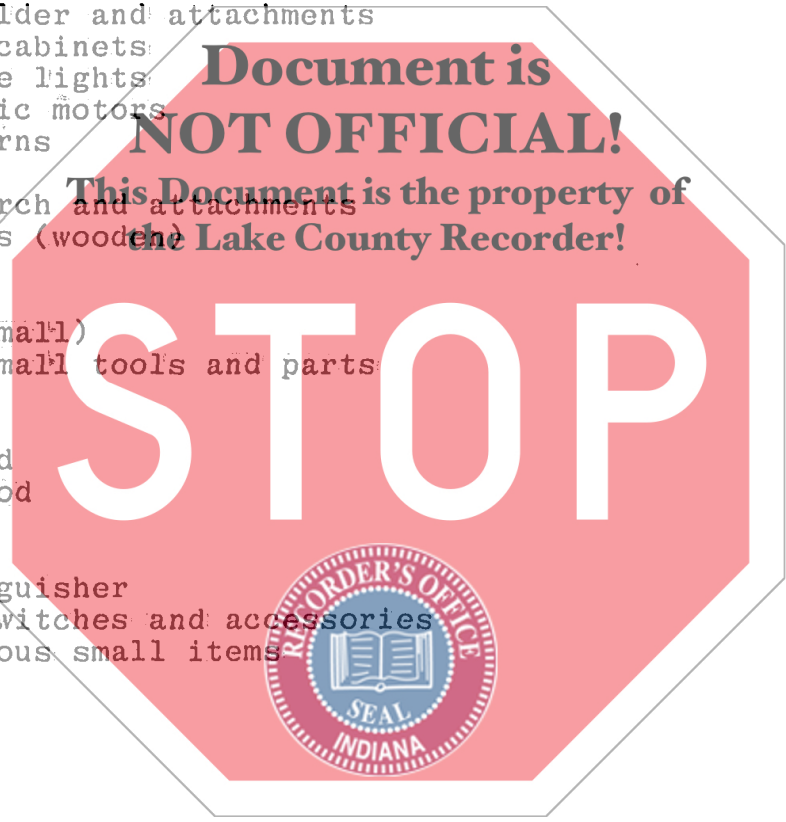 lder and attachments
cabinets
e lights
ic motors
rns
rch and attachments
s (wooden)
mall)
mall tools and parts
d
od
guisher
witches and accessories
ous small items
Document is
NOT OFFICIAL!
This Document is the property of
the Lake County Recorder!
STOP
RECORDER'S OFFICE
SEAL
INDIANA